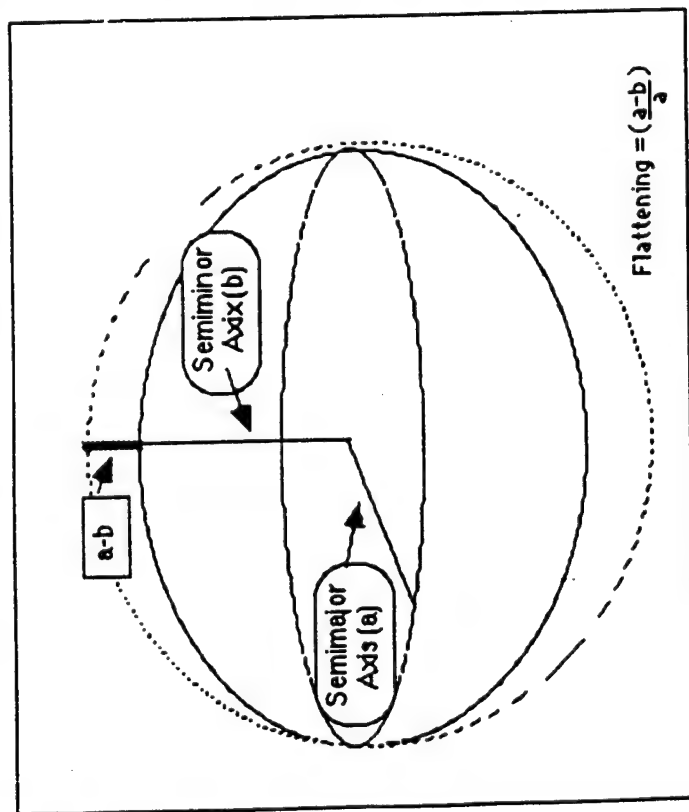 a-b
Semiminor
Axix (b)
Semimajor
Axis (a)
Flattening = (a-b/a)